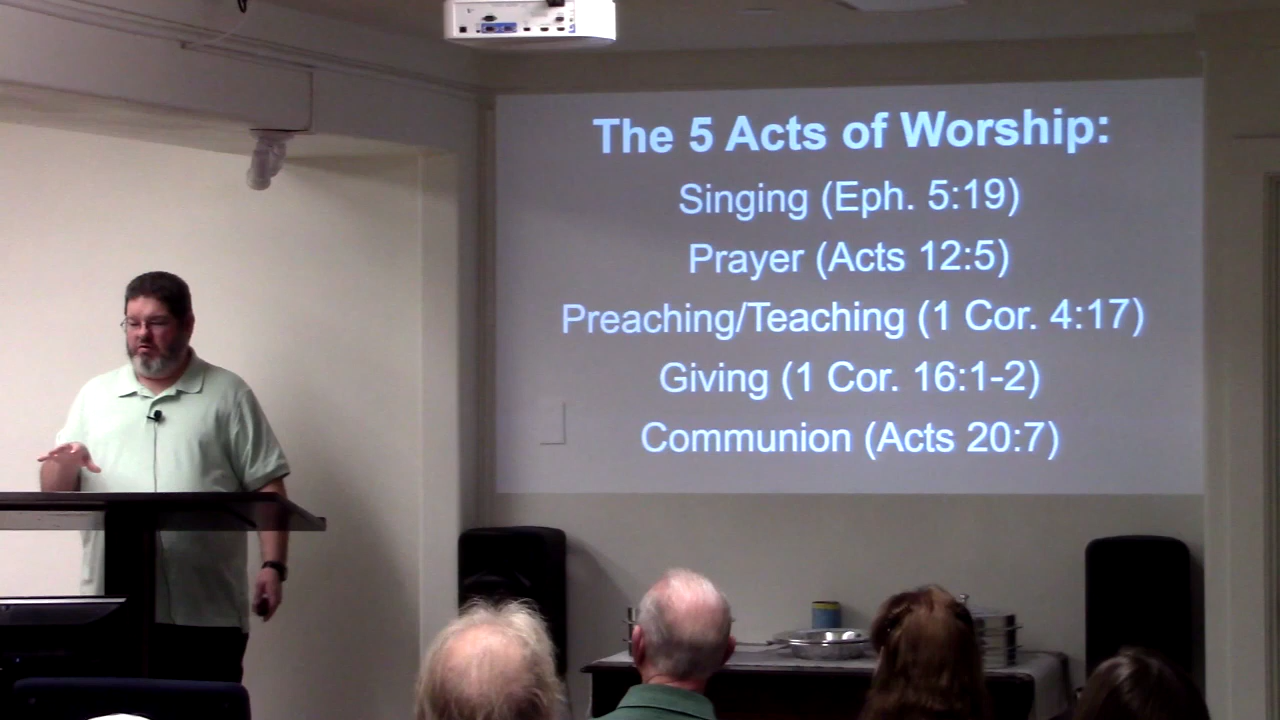 The 5 Acts of Worship:
Singing (Eph. 5:19)
Prayer (Acts 12:5)
Preaching/Teaching (1 Cor. 4:17)
Giving (1 Cor. 16:1-2)
Communion (Acts 20:7)